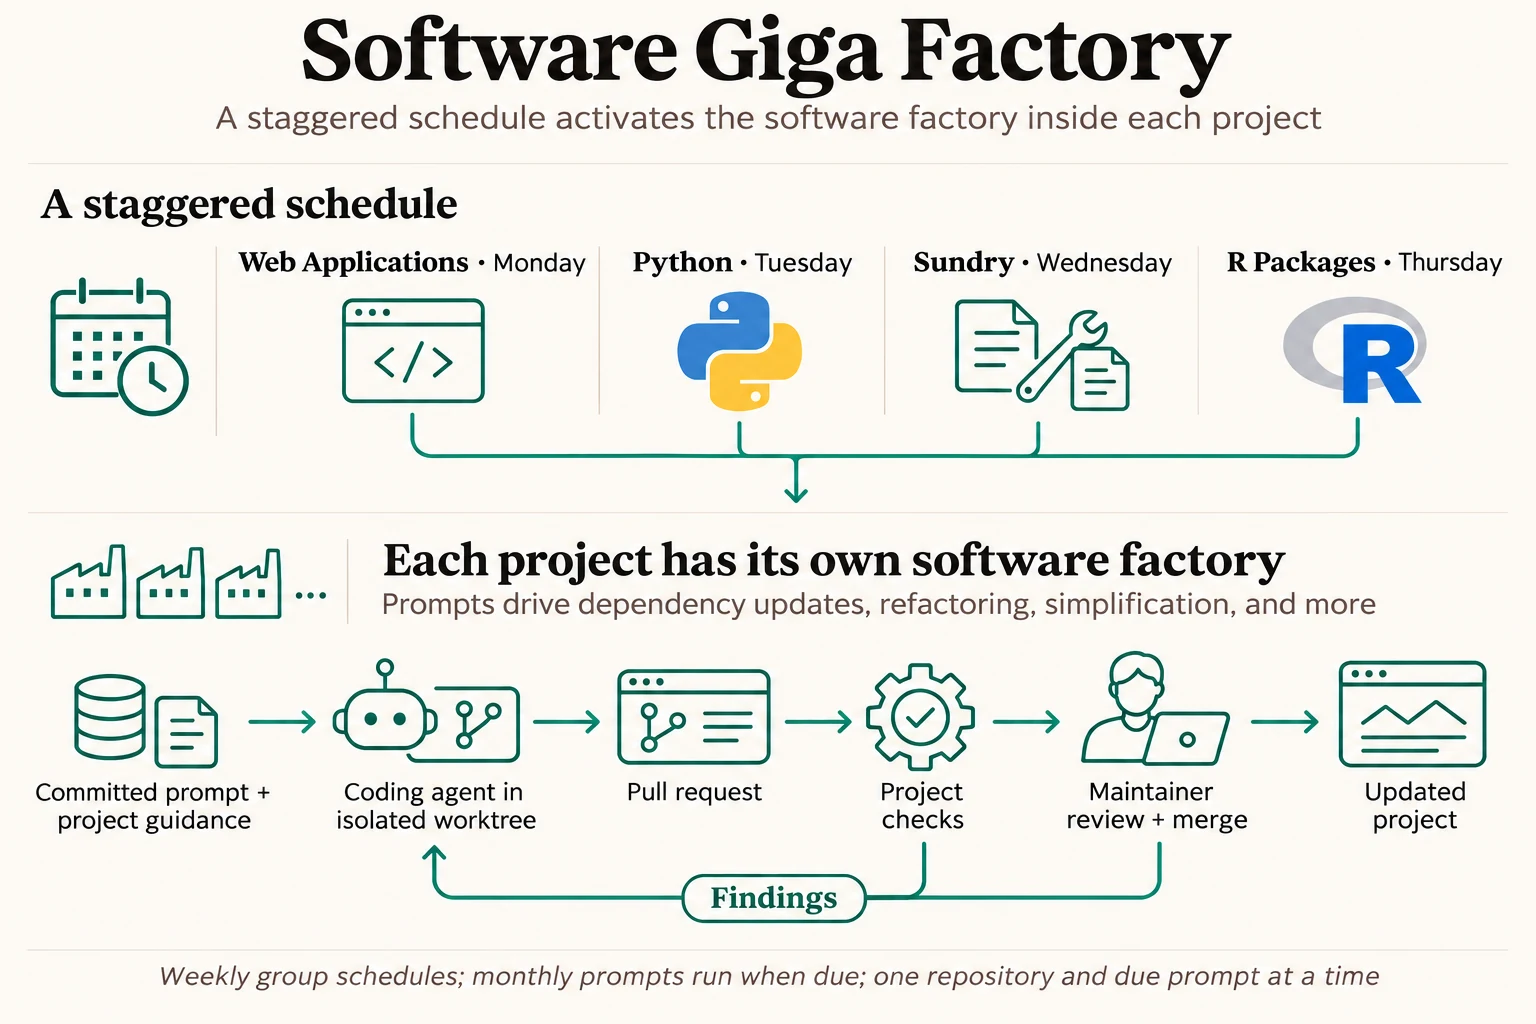 Software Giga Factory
A staggered schedule activates the software factory inside each project
A staggered schedule
Web Applications • Monday
Python • Tuesday
Sundry • Wednesday
R Packages • Thursday
</>
R
Each project has its own software factory
Prompts drive dependency updates, refactoring, simplification, and more
Committed prompt +
project guidance
Coding agent in
isolated worktree
Pull request
Project
checks
Maintainer
review + merge
Updated
project
Findings
Weekly group schedules; monthly prompts run when due; one repository and due prompt at a time